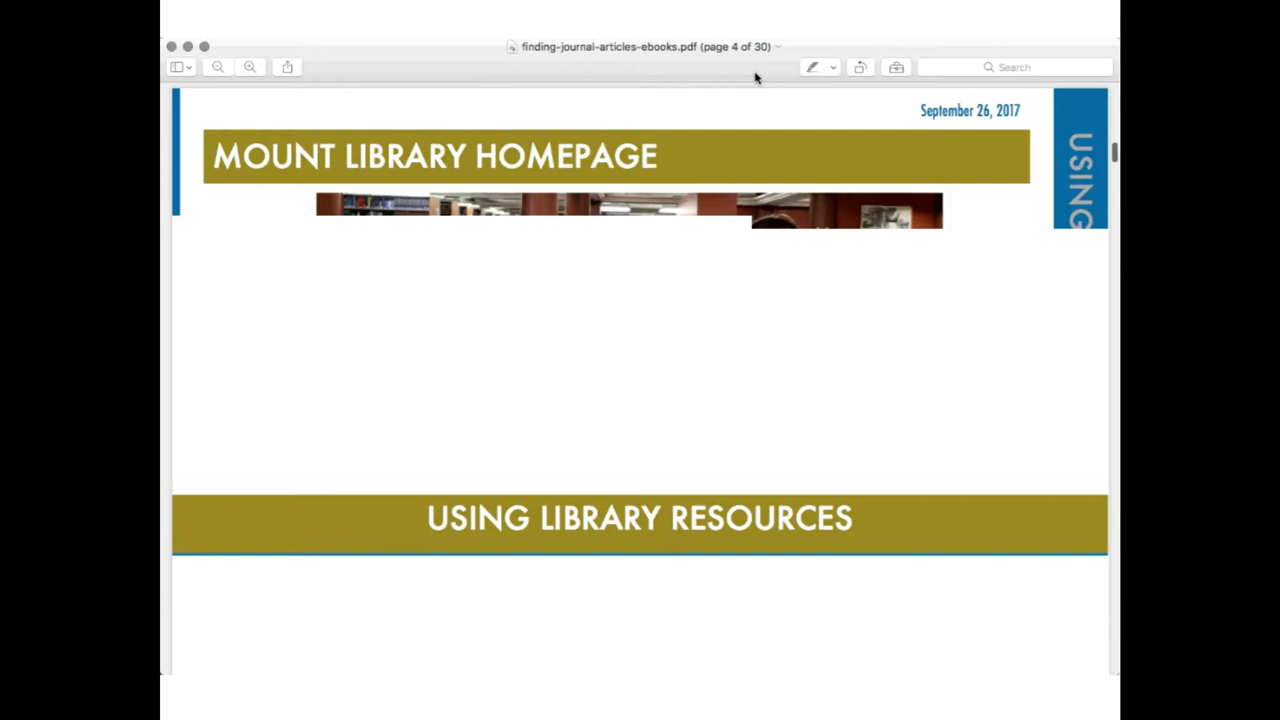 finding-journal-articles-ebooks.pdf (page 4 of 30)
Search
September 26, 2017
MOUNT LIBRARY HOMEPAGE
USING
USING LIBRARY RESOURCES